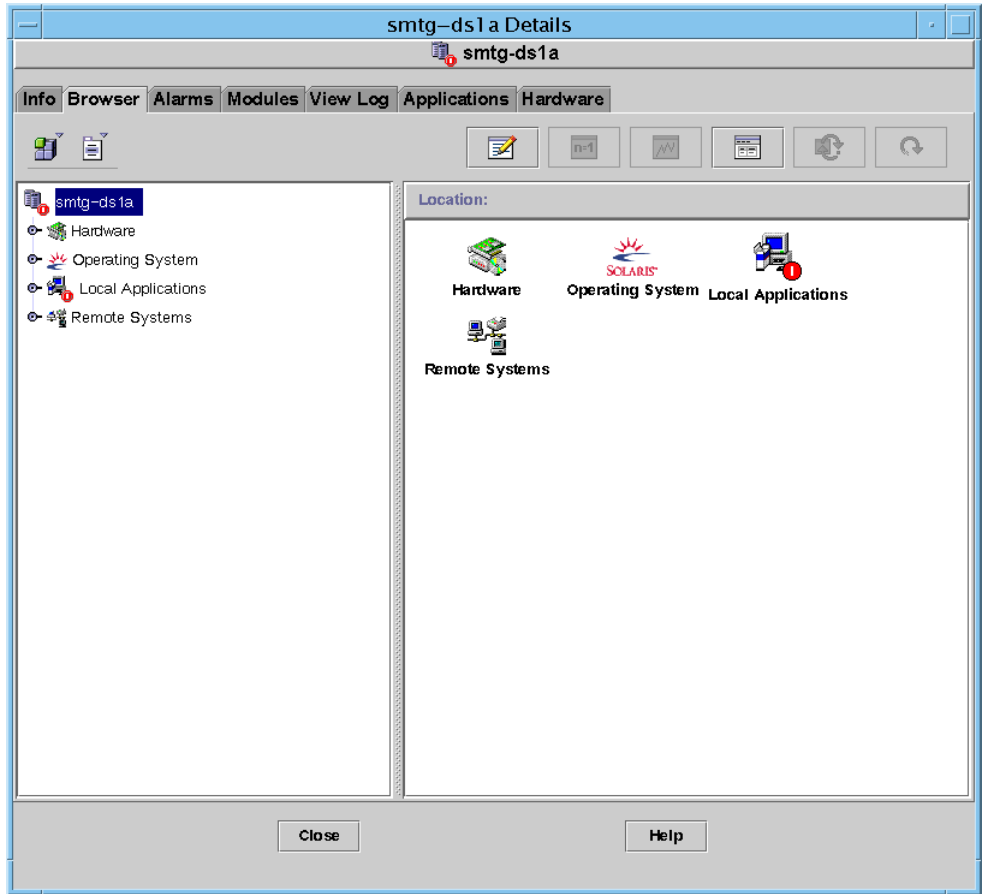 smtg-ds1a Details
smtg-ds1a
Info Browser Alarms Modules View Log Applications Hardware
n=1
smtg-ds1a
Hardware
Operating System
Local Applications
Remote Systems
Location:
Hardware
SOLARIS
Operating System
Local Applications
Remote Systems
Close Help